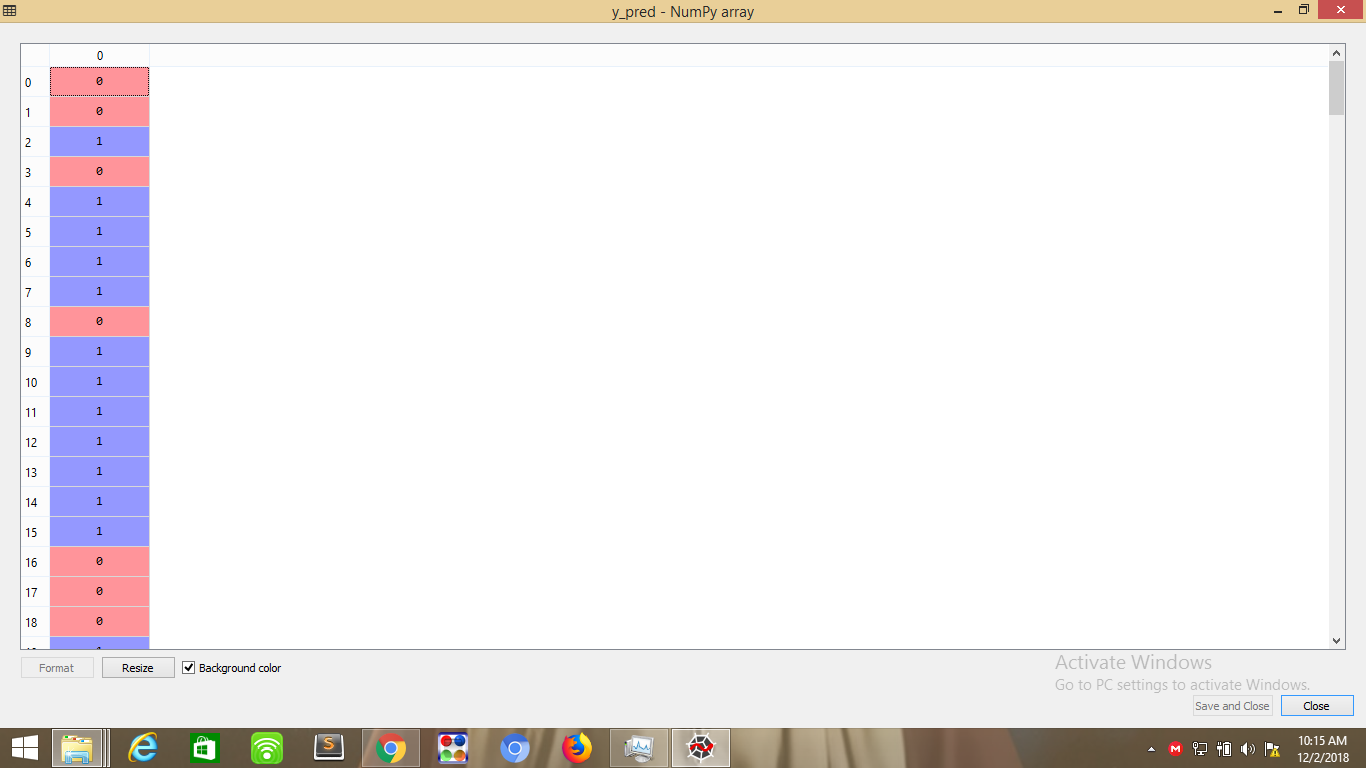 y_pred - NumPy array
0
0 0
1 0
2 1
3 0
4 1
5 1
6 1
7 1
8 0
9 1
10 1
11 1
12 1
13 1
14 1
15 1
16 0
17 0
18 0
Format Resize Background color
Activate Windows
Go to PC settings to activate Windows.
Save and Close Close
S
M
10:15 AM
12/2/2018